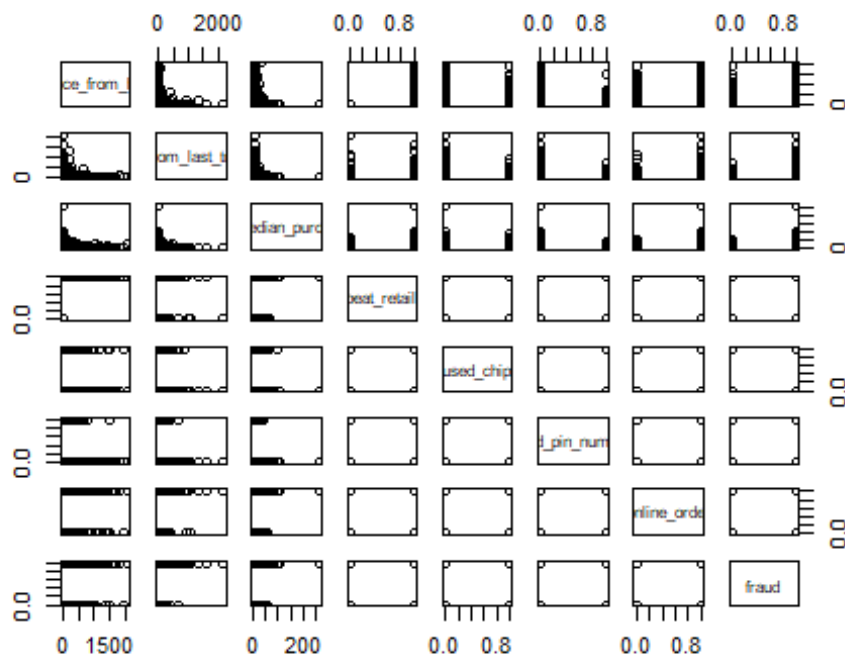 0 2000 0.0 0.8 0.0 0.8 0.0 0.8
ce_from_l 0
0 om_last_t
edian_purc 0
0.0 peat_retail
used_chip 0.0
0.0 d_pin_num
nline_orde 0.0
0.0 fraud
0 1500 0 200 0.0 0.8 0.0 0.8